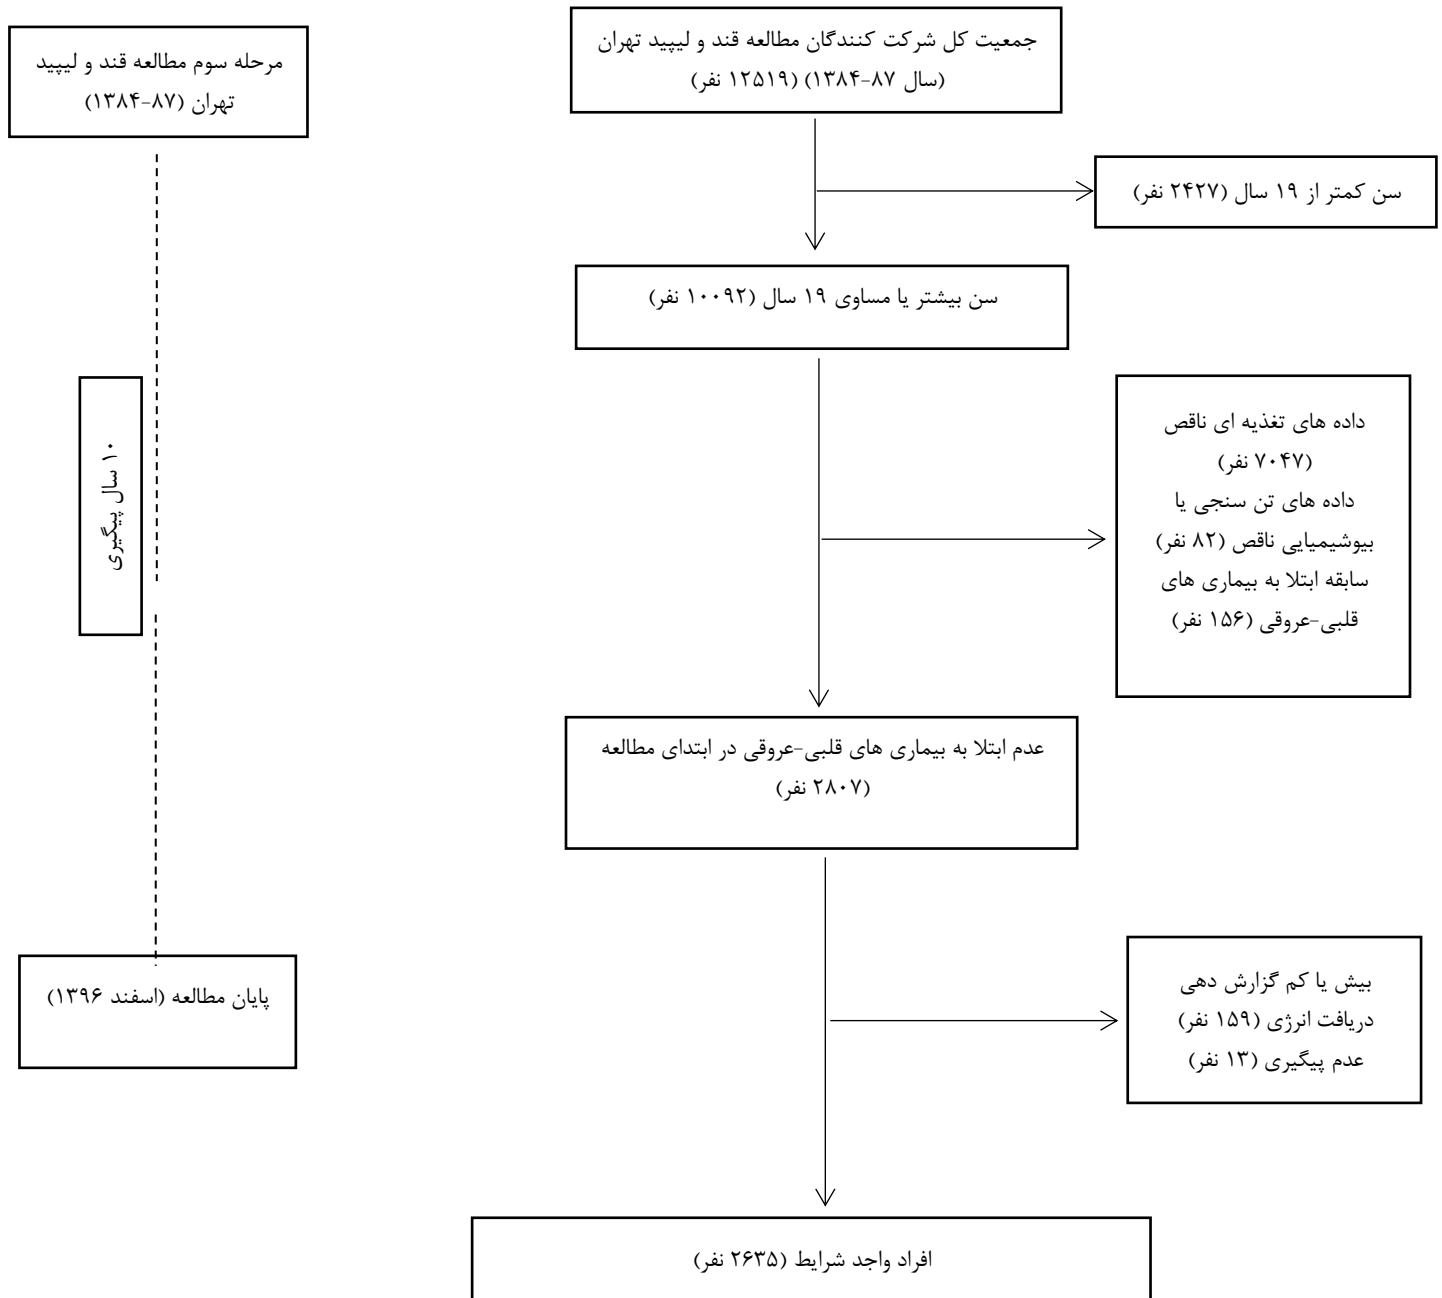 جمعیت کل شرکت کنندگان مطالعه قند و لیپید تهران
(سال ۸۷-۱۳۸۴) (۱۲۵۱۹ نفر)
مرحله سوم مطالعه قند و لیپید
تهران (۸۷-۱۳۸۴)
سن کمتر از ۱۹ سال (۲۴۲۷ نفر)
سن بیشتر یا مساوی ۱۹ سال (۱۰۰۹۲ نفر)
داده های تغذیه ای ناقص
(۷۰۴۷ نفر)
داده های تن سنجی یا
بیوشیمیایی ناقص (۸۲ نفر)
سابقه ابتلا به بیماری های
قلبی-عروقی (۱۵۶ نفر)
۱۰ سال پیگیری
عدم ابتلا به بیماری های قلبی-عروقی در ابتدای مطالعه
(۲۸۰۷ نفر)
بیش یا کم گزارش دهی
دریافت انرژی (۱۵۹ نفر)
عدم پیگیری (۱۳ نفر)
پایان مطالعه (اسفند ۱۳۹۶)
افراد واجد شرایط (۲۶۳۵ نفر)